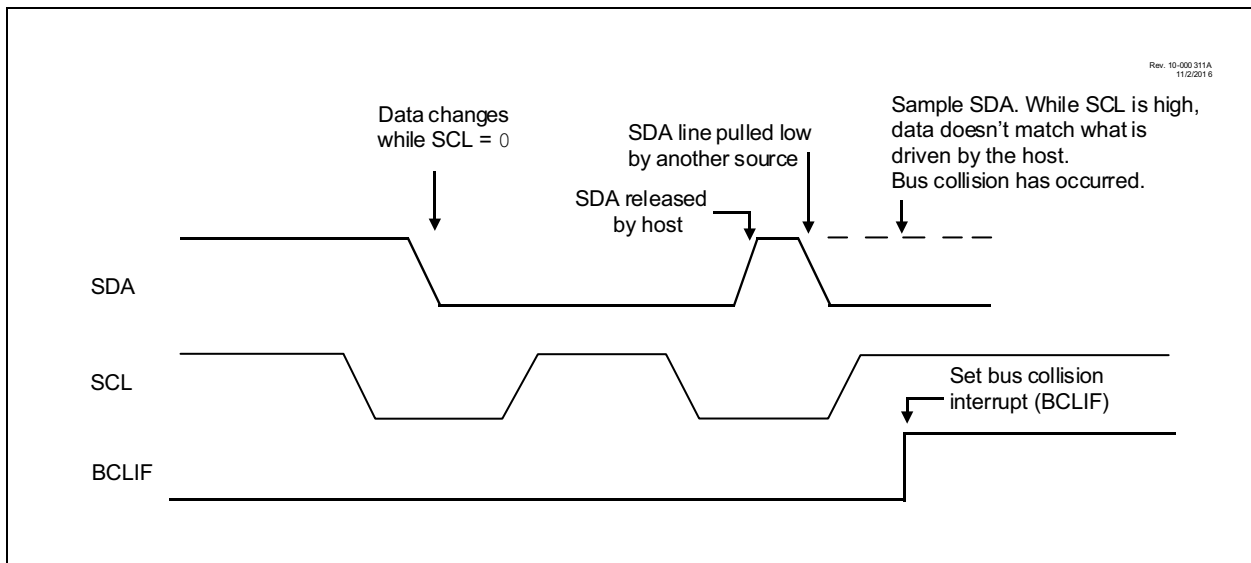 Rev. 10-000 311A
11/2/201 6
Data changes
while SCL = 0
SDA line pulled low
by another source
SDA released
by host
Sample SDA. While SCL is high,
data doesn't match what is
driven by the host.
Bus collision has occurred.
SDA
SCL
Set bus collision
interrupt (BCLIF)
BCLIF